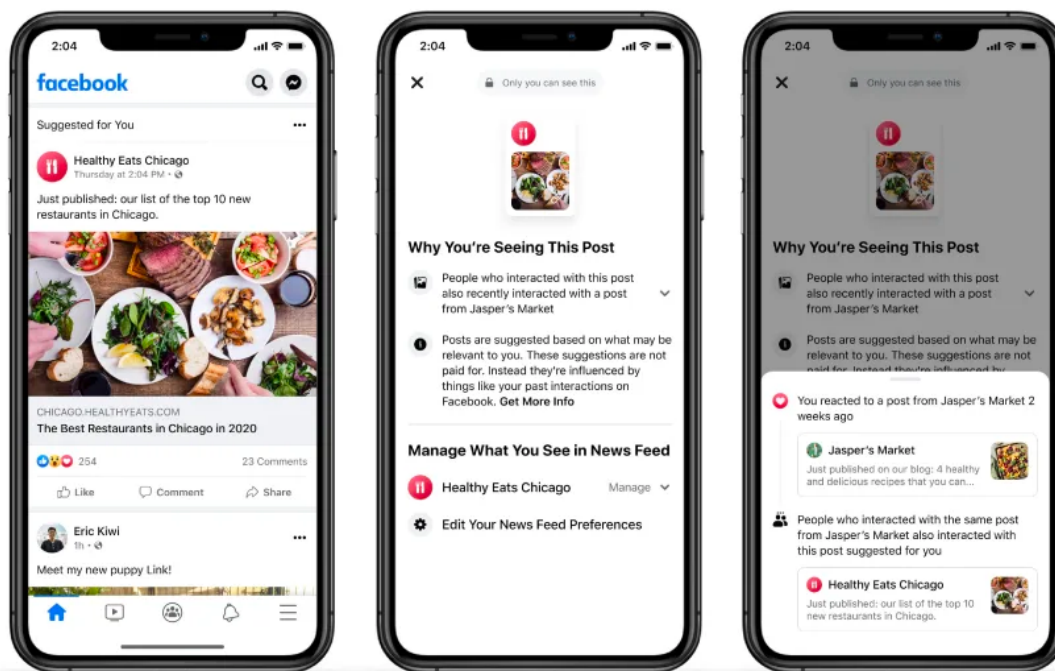 2:04
facebook
Suggested for You
Healthy Eats Chicago
Thursday at 2:04 PM •
Just published: our list of the top 10 new
restaurants in Chicago.
CHICAGO.HEALTHYEATS.COM
The Best Restaurants in Chicago in 2020
254
23 Comments
Like
Comment
Share
Eric Kiwi
1h •
Meet my new puppy Link!
2:04
Only you can see this
Why You're Seeing This Post
People who interacted with this post
also recently interacted with a post
from Jasper's Market
Posts are suggested based on what may be
relevant to you. These suggestions are not
paid for. Instead they're influenced by
things like your past interactions on
Facebook. Get More Info
Manage What You See in News Feed
Healthy Eats Chicago
Manage
Edit Your News Feed Preferences
2:04
Only you can see this
Why You're Seeing This Post
People who interacted with this post
also recently interacted with a post
from Jasper's Market
Posts are suggested based on what may be
relevant to you. These suggestions are not
paid for. Instead they're influenced by
You reacted to a post from Jasper's Market 2
weeks ago
Jasper's Market
Just published on our blog: 4 healthy
and delicious recipes that you can...
People who interacted with the same post
from Jasper's Market also interacted with
this post suggested for you
Healthy Eats Chicago
Just published: our list of the top 10
new restaurants in Chicago.